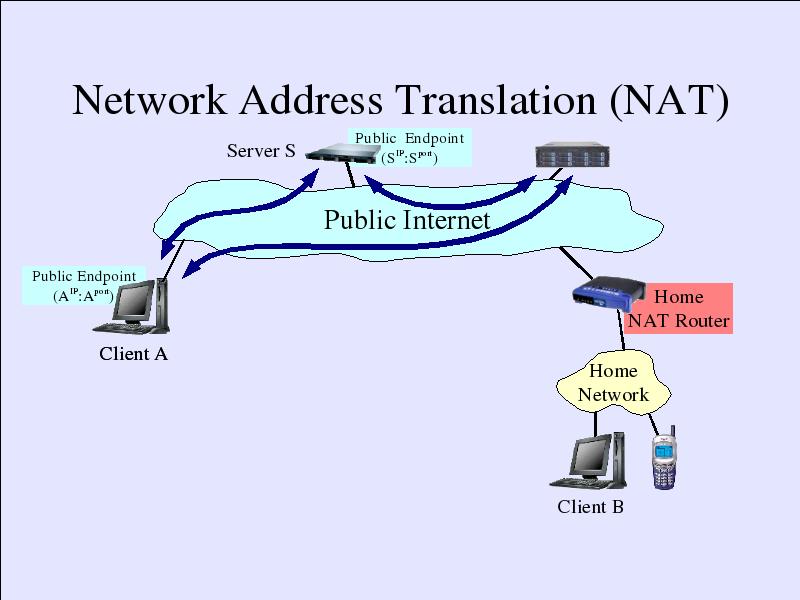 Network Address Translation (NAT)
Server S
Public Endpoint
(S^IP:S^port)
Public Internet
Public Endpoint
(A^IP:A^port)
Client A
Home
NAT Router
Home
Network
Client B